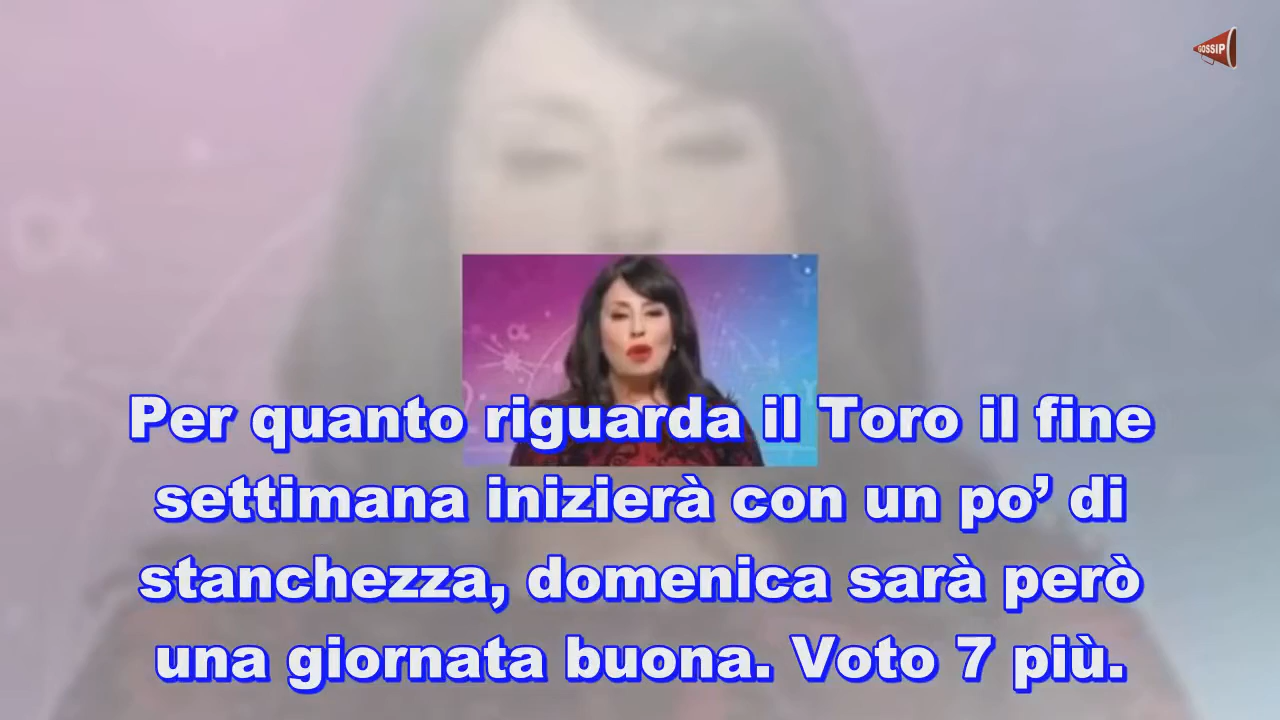 GOSSIP
Per quanto riguarda il Toro il fine
settimana inizierà con un po’ di
stanchezza, domenica sarà però
una giornata buona. Voto 7 più.